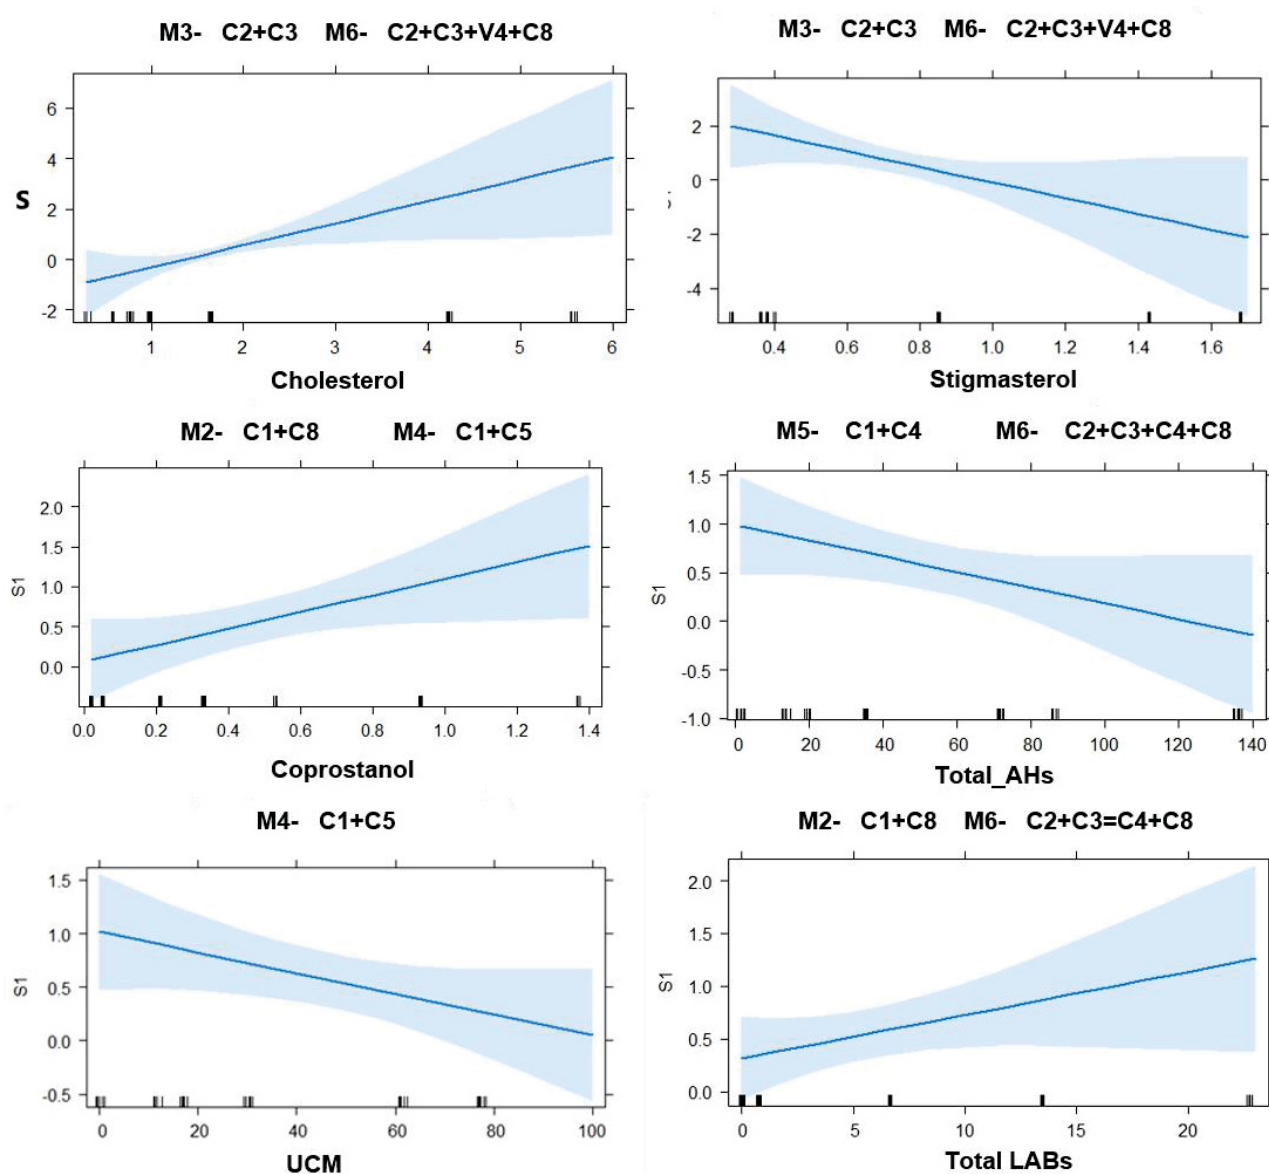 M3- C2+C3 M6- C2+C3+V4+C8
6
4
S
2
0
-2
1 2 3 4 5 6
Cholesterol
M3- C2+C3 M6- C2+C3+V4+C8
2
0
-2
-4
0.4 0.6 0.8 1.0 1.2 1.4 1.6
Stigmasterol
M2- C1+C8 M4- C1+C5
2.0
1.5
1.0
S1
0.5
0.0
0.0 0.2 0.4 0.6 0.8 1.0 1.2 1.4
Coprostanol
M5- C1+C4 M6- C2+C3+C4+C8
1.5
1.0
0.5
S1
0.0
-0.5
-1.0
0 20 40 60 80 100 120 140
Total_AHs
M4- C1+C5
1.5
1.0
S1
0.5
0.0
-0.5
0 20 40 60 80 100
UCM
M2- C1+C8 M6- C2+C3=C4+C8
2.0
1.5
S1
1.0
0.5
0.0
0 5 10 15 20
Total LABs